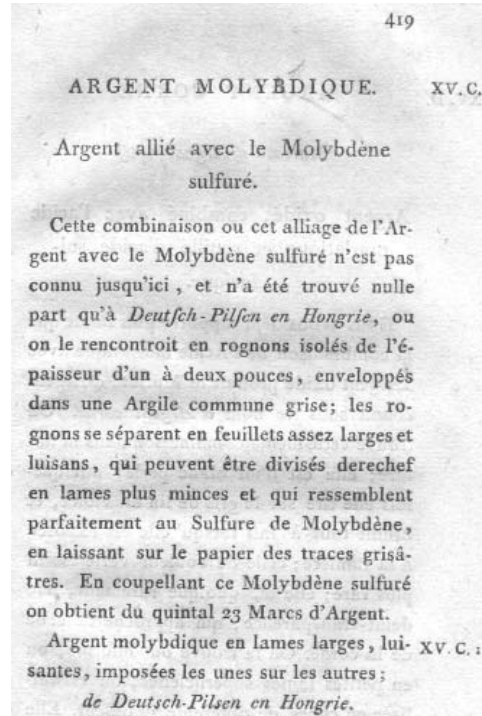 419
ARGENT MOLYBDIQUE. XV. C.
Argent allié avec le Molybdène
sulfuré.
Cette combinaison ou cet alliage de l'Ar-
gent avec le Molybdène sulfuré n'est pas
connu jusqu'ici, et n'a été trouvé nulle
part qu'à Deutſch-Pilſen en Hongrie, ou
on le rencontroit en rognons isolés de l'é-
paisseur d'un à deux pouces, enveloppés
dans une Argile commune grise; les ro-
gnons se séparent en feuillets assez larges et
luisans, qui peuvent être divisés derechef
en lames plus minces et qui ressemblent
parfaitement au Sulfure de Molybdène,
en laissant sur le papier des traces grisâ-
tres. En coupellant ce Molybdène sulfuré
on obtient du quintal 23 Marcs d'Argent.
Argent molybdique en lames larges, lui- XV. C. 1
santes, imposées les unes sur les autres;
de Deutsch-Pilsen en Hongrie.